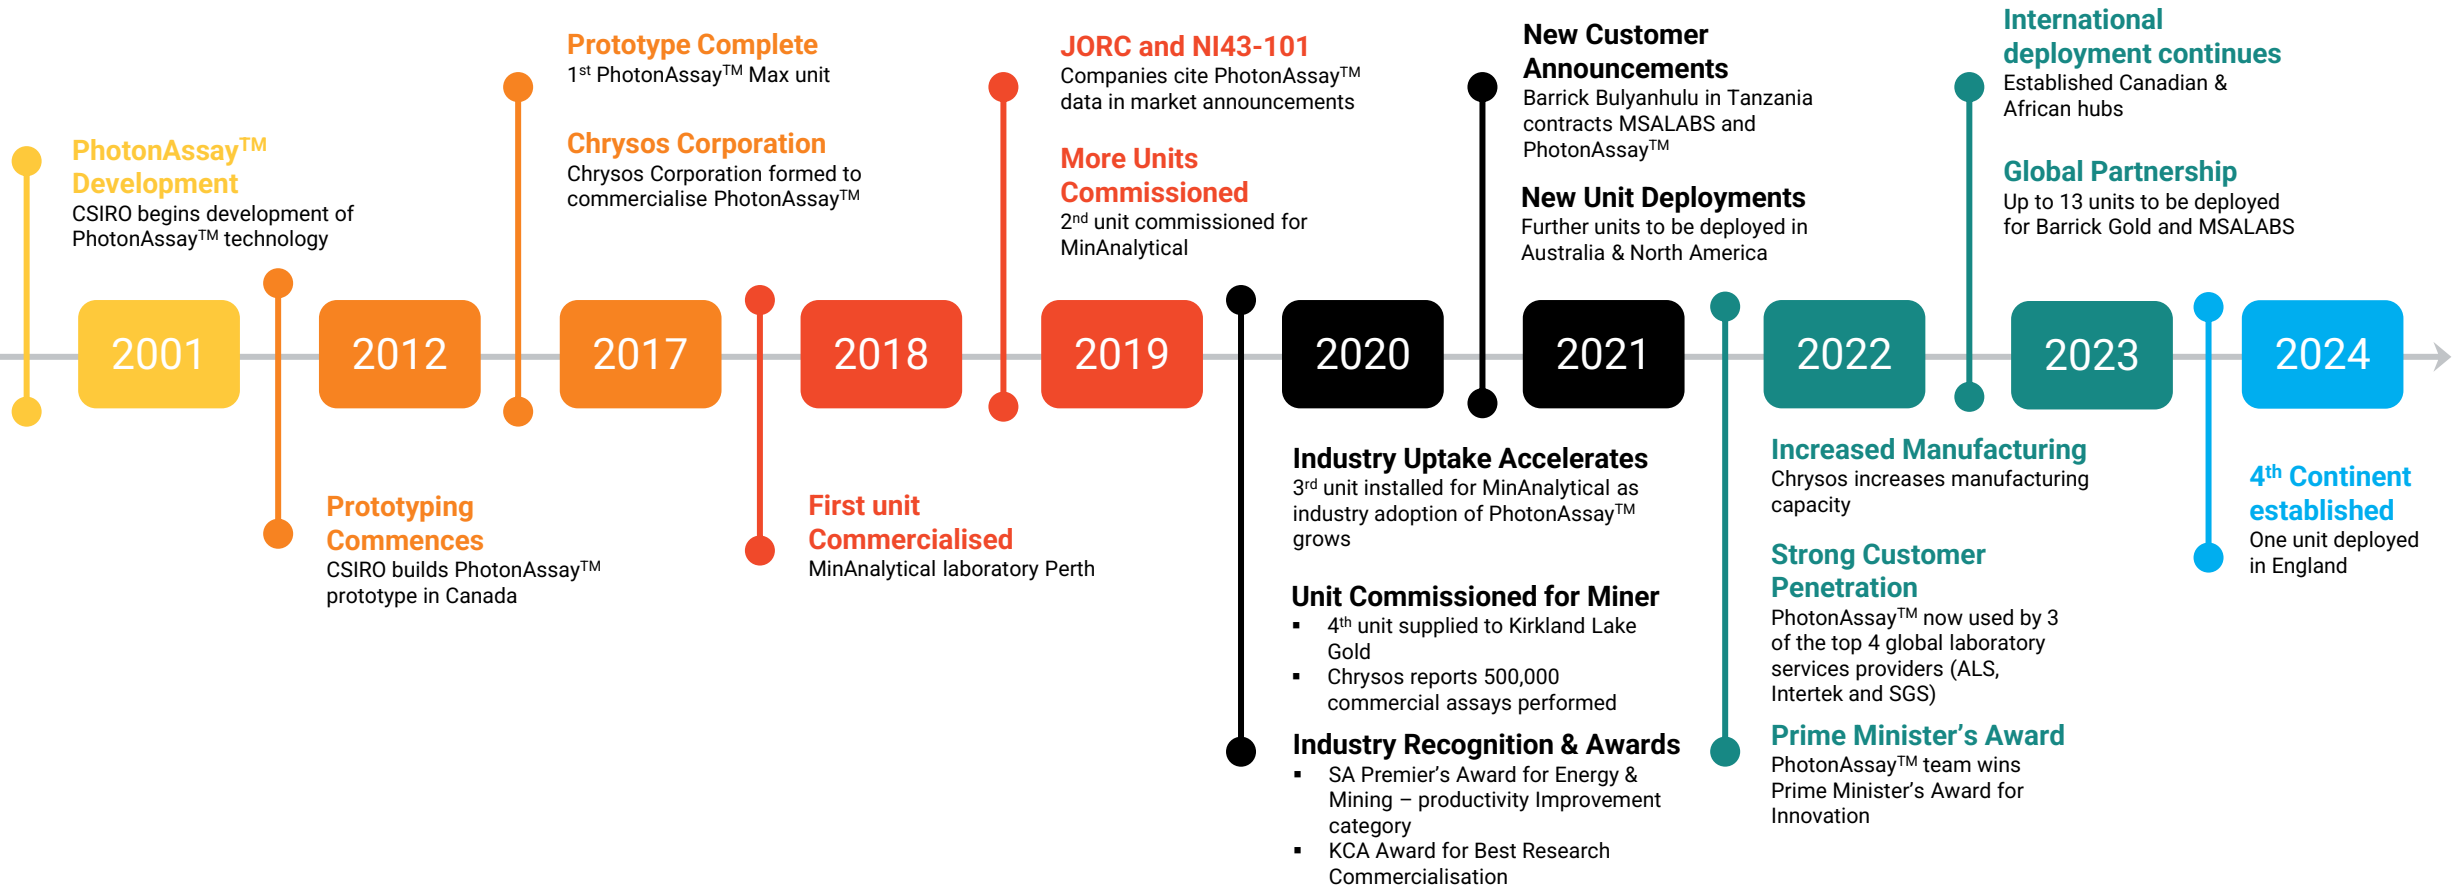 PhotonAssay™
Development
CSIRO begins development of
PhotonAssay™ technology
2001
2012
Prototyping
Commences
CSIRO builds PhotonAssay™
prototype in Canada
Prototype Complete
1st PhotonAssay™ Max unit
Chrysos Corporation
Chrysos Corporation formed to
commercialise PhotonAssay™
2017
2018
First unit
Commercialised
MinAnalytical laboratory Perth
JORC and NI43-101
Companies cite PhotonAssay™
data in market announcements
More Units
Commissioned
2nd unit commissioned for
MinAnalytical
2019
2020
Industry Uptake Accelerates
3rd unit installed for MinAnalytical as
industry adoption of PhotonAssay™
grows
Unit Commissioned for Miner
▪ 4th unit supplied to Kirkland Lake
Gold
▪ Chrysos reports 500,000
commercial assays performed
Industry Recognition & Awards
▪ SA Premier’s Award for Energy &
Mining – productivity Improvement
category
▪ KCA Award for Best Research
Commercialisation
New Customer
Announcements
Barrick Bulyanhulu in Tanzania
contracts MSALABS and
PhotonAssay™
New Unit Deployments
Further units to be deployed in
Australia & North America
2021
2022
Increased Manufacturing
Chrysos increases manufacturing
capacity
Strong Customer
Penetration
PhotonAssay™ now used by 3
of the top 4 global laboratory
services providers (ALS,
Intertek and SGS)
Prime Minister’s Award
PhotonAssay™ team wins
Prime Minister’s Award for
Innovation
International
deployment continues
Established Canadian &
African hubs
Global Partnership
Up to 13 units to be deployed
for Barrick Gold and MSALABS
2023
2024
4th Continent
established
One unit deployed
in England